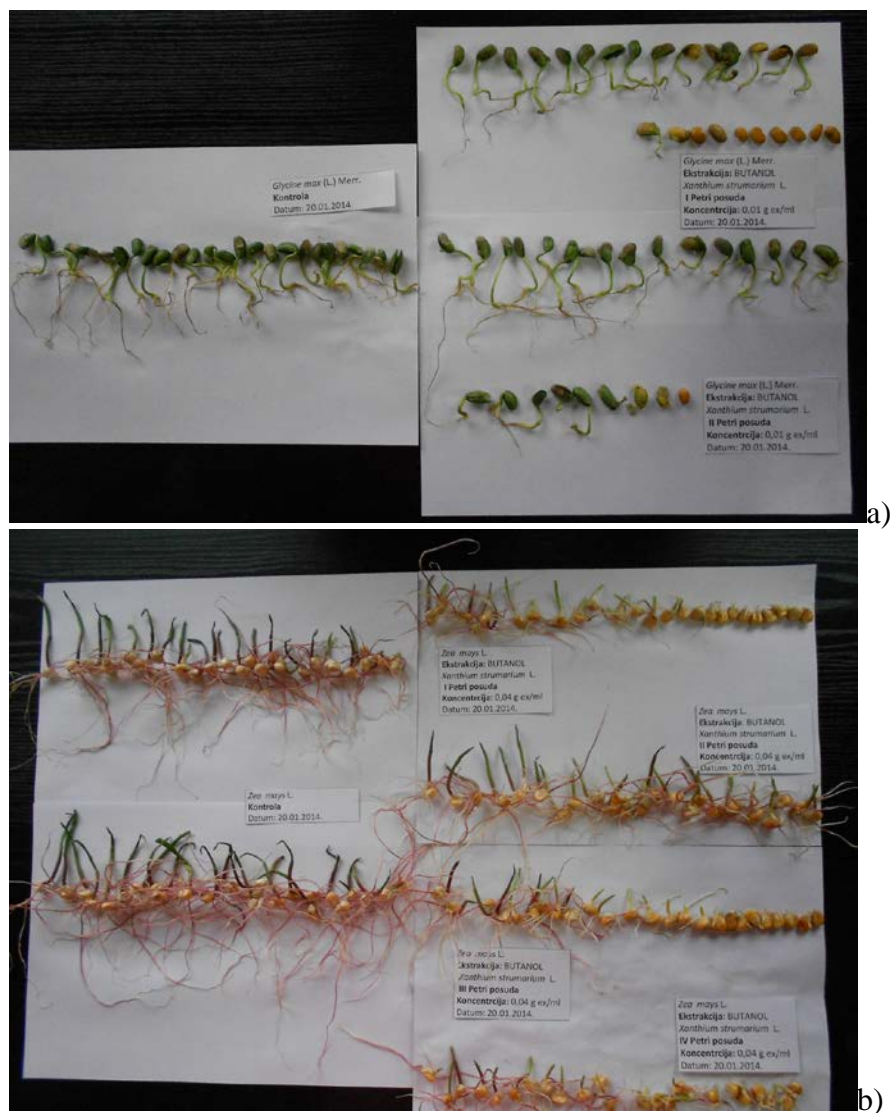 Glycine max (L.) Merr.
Kontrola
Datum: 20.01.2014.
Glycine max (L.) Merr.
Ekstrakcija: BUTANOL
Xanthium strumarium L.
I Petri posuda
Koncentrcija: 0,01 g ex/ml
Datum: 20.01.2014.
Glycine max (L.) Merr.
Ekstrakcija: BUTANOL
Xanthium strumarium L.
II Petri posuda
Koncentrcija: 0,01 g ex/ml
Datum: 20.01.2014.
a)
Zea mays L.
Ekstrakcija: BUTANOL
Xanthium strumarium L.
I Petri posuda
Koncentrcija: 0,04 g ex/ml
Datum: 20.01.2014.
Zea mays L.
Ekstrakcija: BUTANOL
Xanthium strumarium L.
II Petri posuda
Koncentrcija: 0,04 g ex/ml
Datum: 20.01.2014.
Zea mays L.
Kontrola
Datum: 20.01.2014.
Zea mays L.
Ekstrakcija: BUTANOL
Xanthium strumarium L.
III Petri posuda
Koncentrcija: 0,04 g ex/ml
Datum: 20.01.2014.
Zea mays L.
Ekstrakcija: BUTANOL
Xanthium strumarium L.
IV Petri posuda
Koncentrcija: 0,04 g ex/ml
Datum: 20.01.2014.
b)